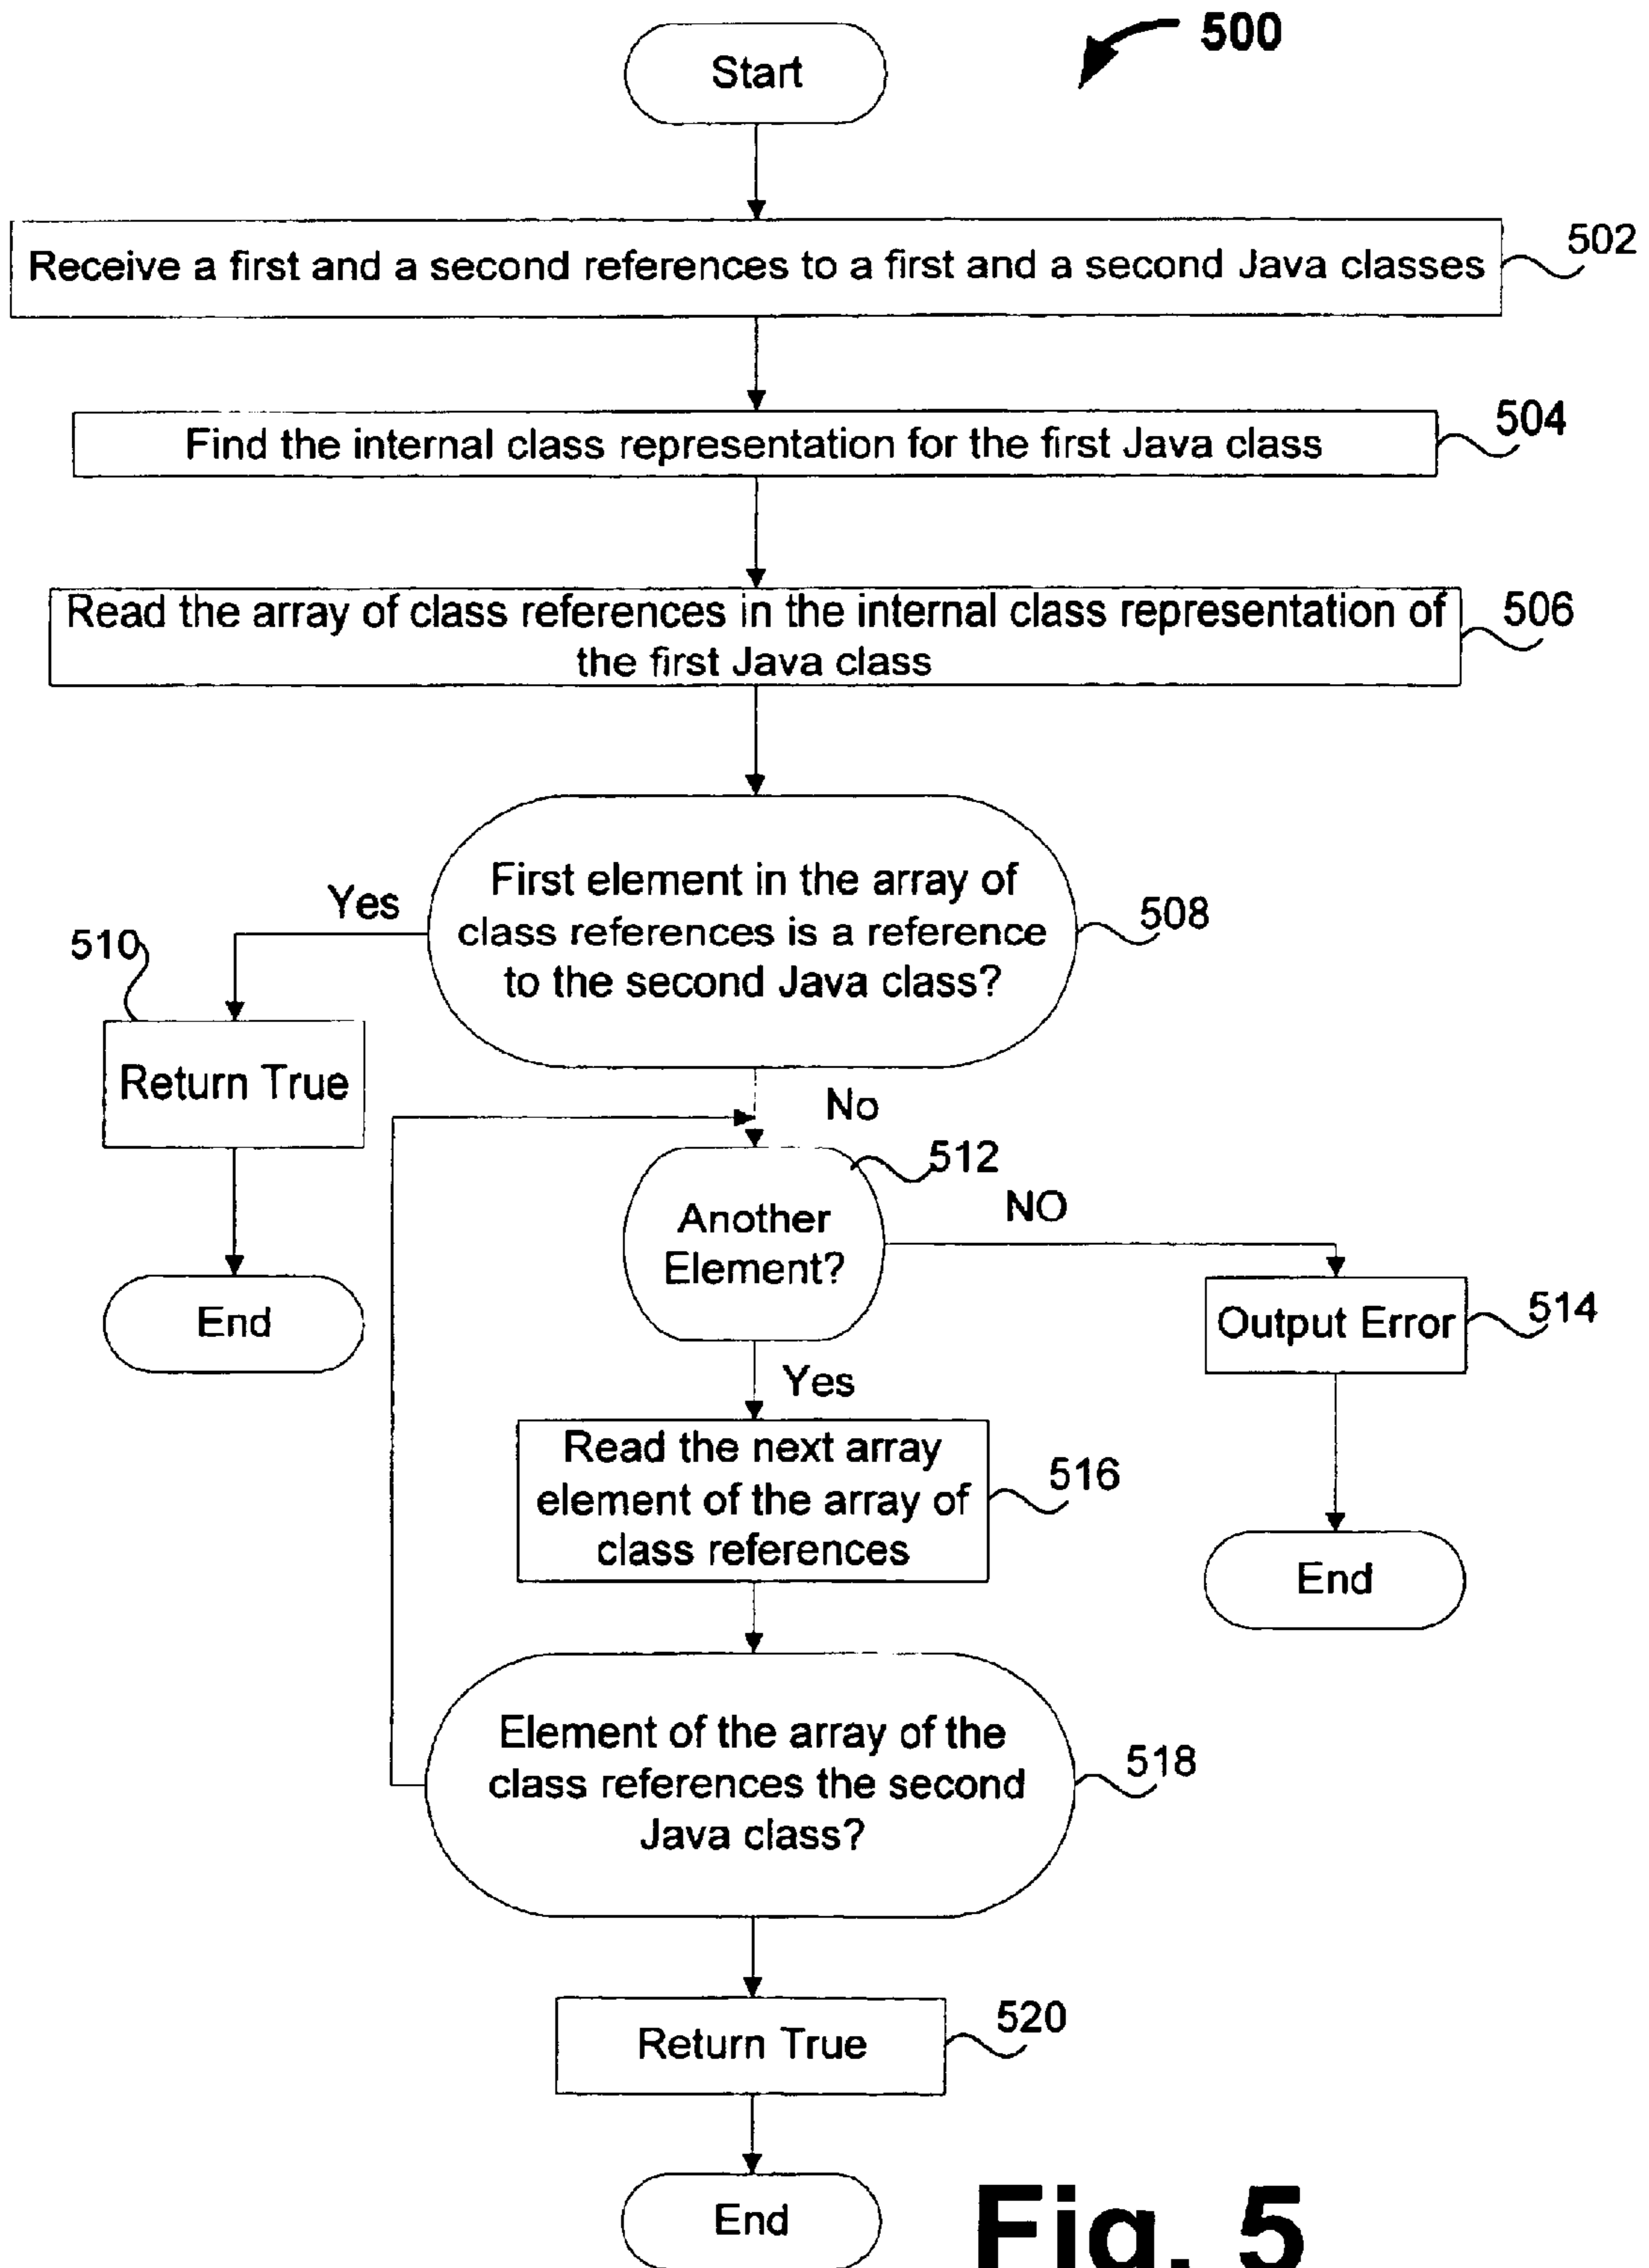 500
Start
502
Receive a first and a second references to a first and a second Java classes
504
Find the internal class representation for the first Java class
506
Read the array of class references in the internal class representation of
the first Java class
First element in the array of
class references is a reference
to the second Java class?
508
Yes
510
Return True
End
No
512
Another
Element?
NO
Output Error
514
End
Yes
Read the next array
element of the array of
class references
516
Element of the array of the
class references the second
Java class?
518
Return True
520
End
Fig. 5